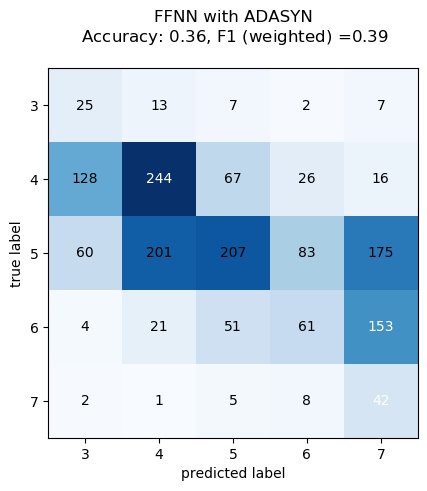 FFNN with ADASYN
Accuracy: 0.36, F1 (weighted) =0.39
3 25 13 7 2 7
4 128 244 67 26 16
5 60 201 207 83 175
6 4 21 51 61 153
7 2 1 5 8 42
3 4 5 6 7
true label
predicted label